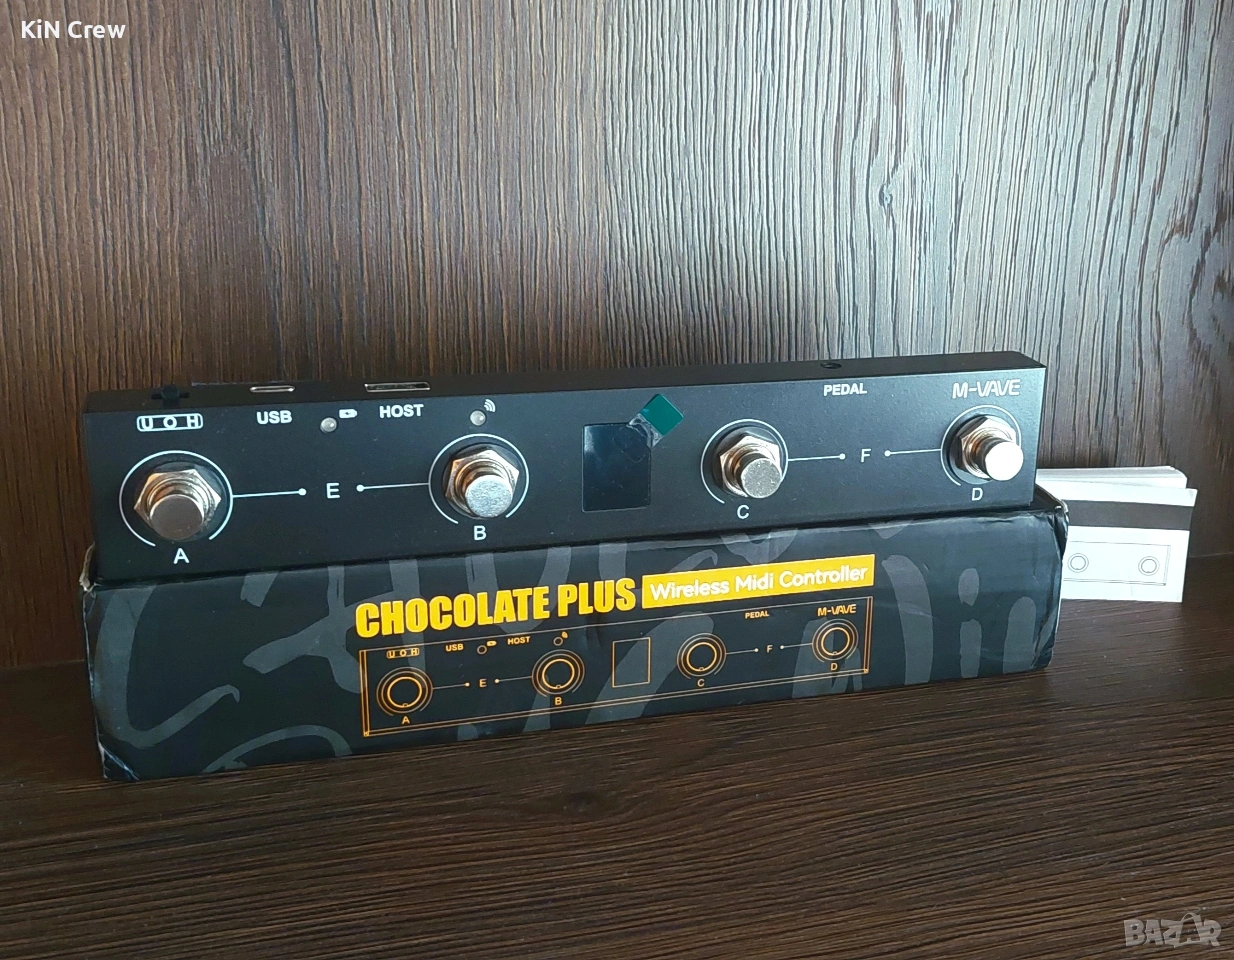 KiN Crew
M-VAVE
PEDAL
USB
HOST
U O H
E
F
A
B
C
D
CHOCOLATE PLUS Wireless Midi Controller
M-VAVE
PEDAL
HOST
USB
U O H
E
F
A
B
C
D
BAZAR